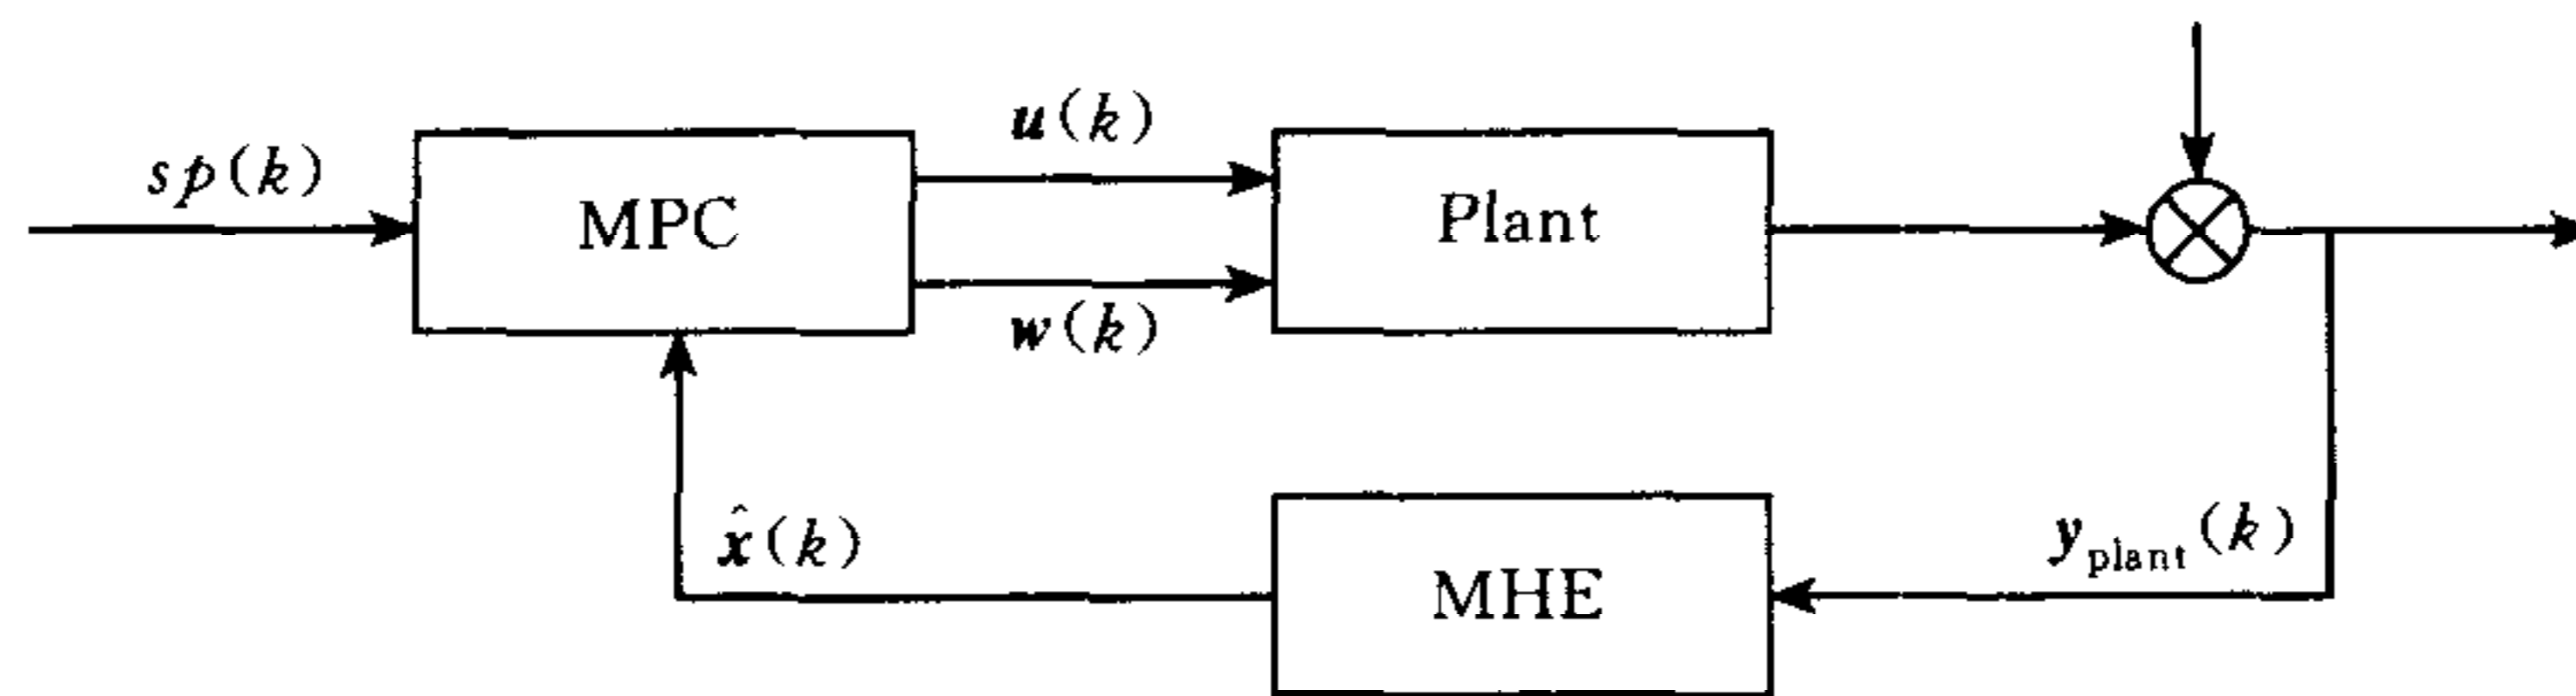 sp(k)
MPC
u(k)
w(k)
Plant
x̂(k)
MHE
y_plant(k)